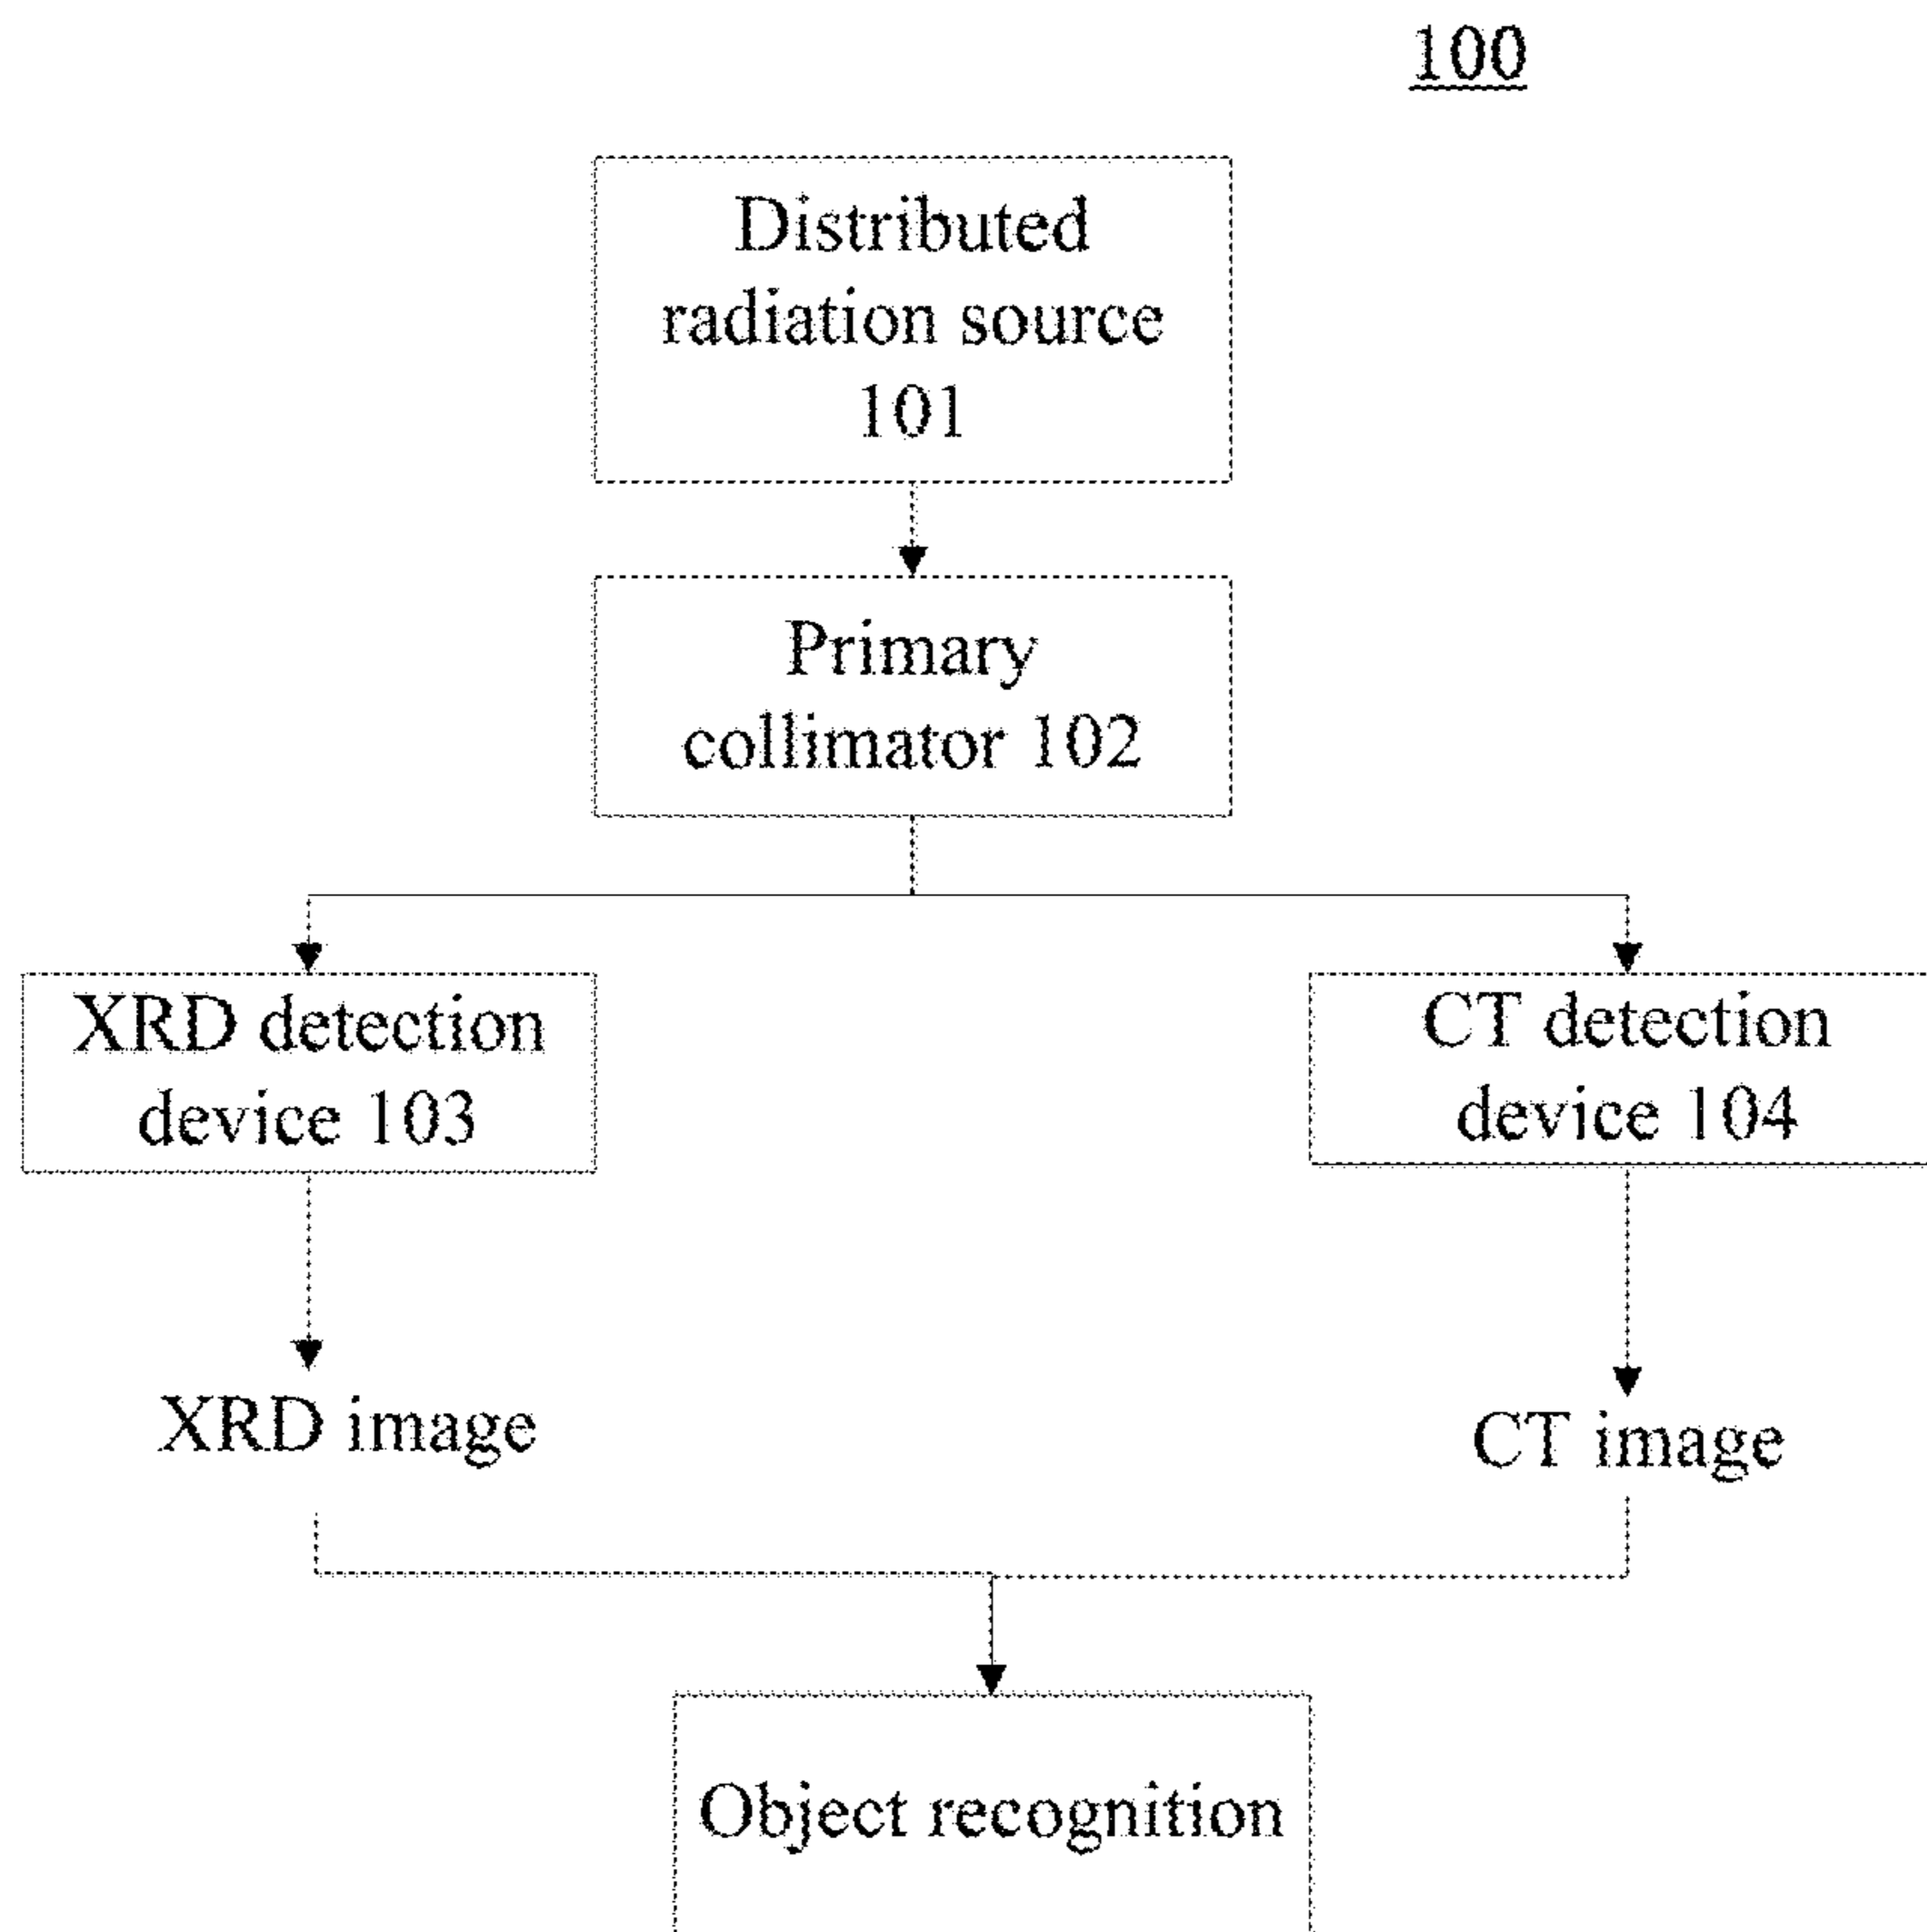 100
Distributed
radiation source
101
Primary
collimator 102
XRD detection
device 103
CT detection
device 104
XRD image
CT image
Object recognition